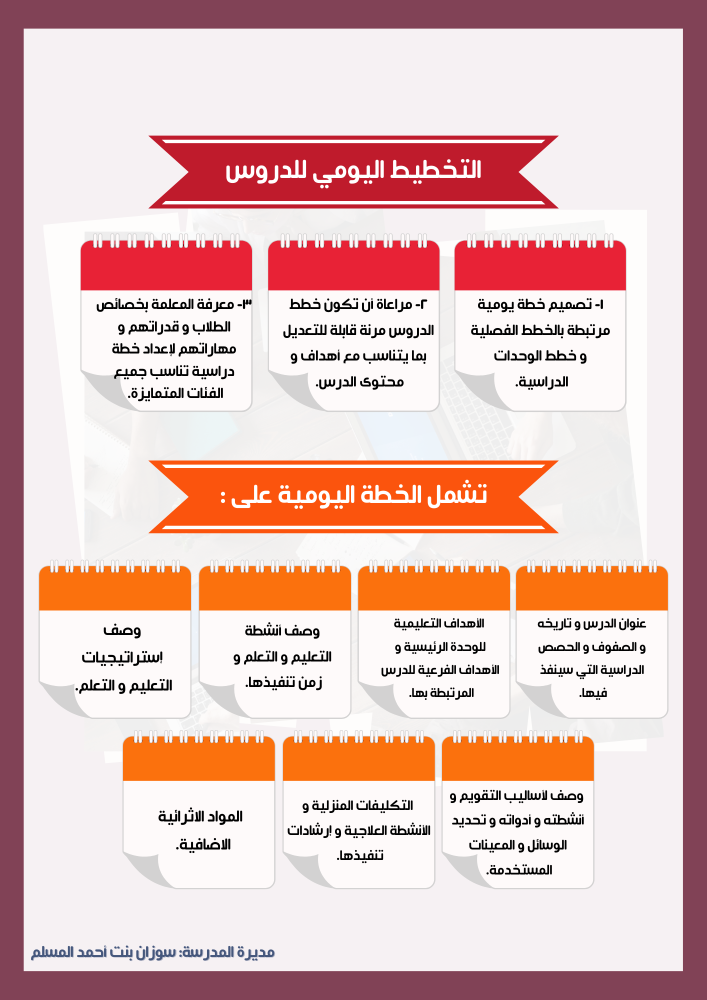 التخطيط اليومي للدروس
١- تصميم خطة يومية
مرتبطة بالخطط الفصلية
و خطط الوحدات
الدراسية.
٢- مراعاة أن تكون خطط
الدروس مرنة قابلة للتعديل
بما يتناسب مع أهداف و
محتوى الدرس.
٣- معرفة المعلمة بخصائص
الطلاب و قدراتهم و
مهاراتهم لإعداد خطة
دراسية تناسب جميع
الفئات المتمايزة.
تشمل الخطة اليومية على :
عنوان الدرس و تاريخه
و الصفوف و الحصص
الدراسية التي سينفذ
فيها.
الأهداف التعليمية
للوحدة الرئيسية و
الأهداف الفرعية للدرس
المرتبطة بها.
وصف أنشطة
التعليم و التعلم و
زمن تنفيذها.
وصف
إستراتيجيات
التعليم و التعلم.
وصف لأساليب التقويم و
أنشطته و أدواته و تحديد
الوسائل و المعينات
المستخدمة.
التكليفات المنزلية و
الأنشطة العلاجية و إرشادات
تنفيذها.
المواد الاثرائية
الاضافية.
مديرة المدرسة: سوزان بنت أحمد المسلم